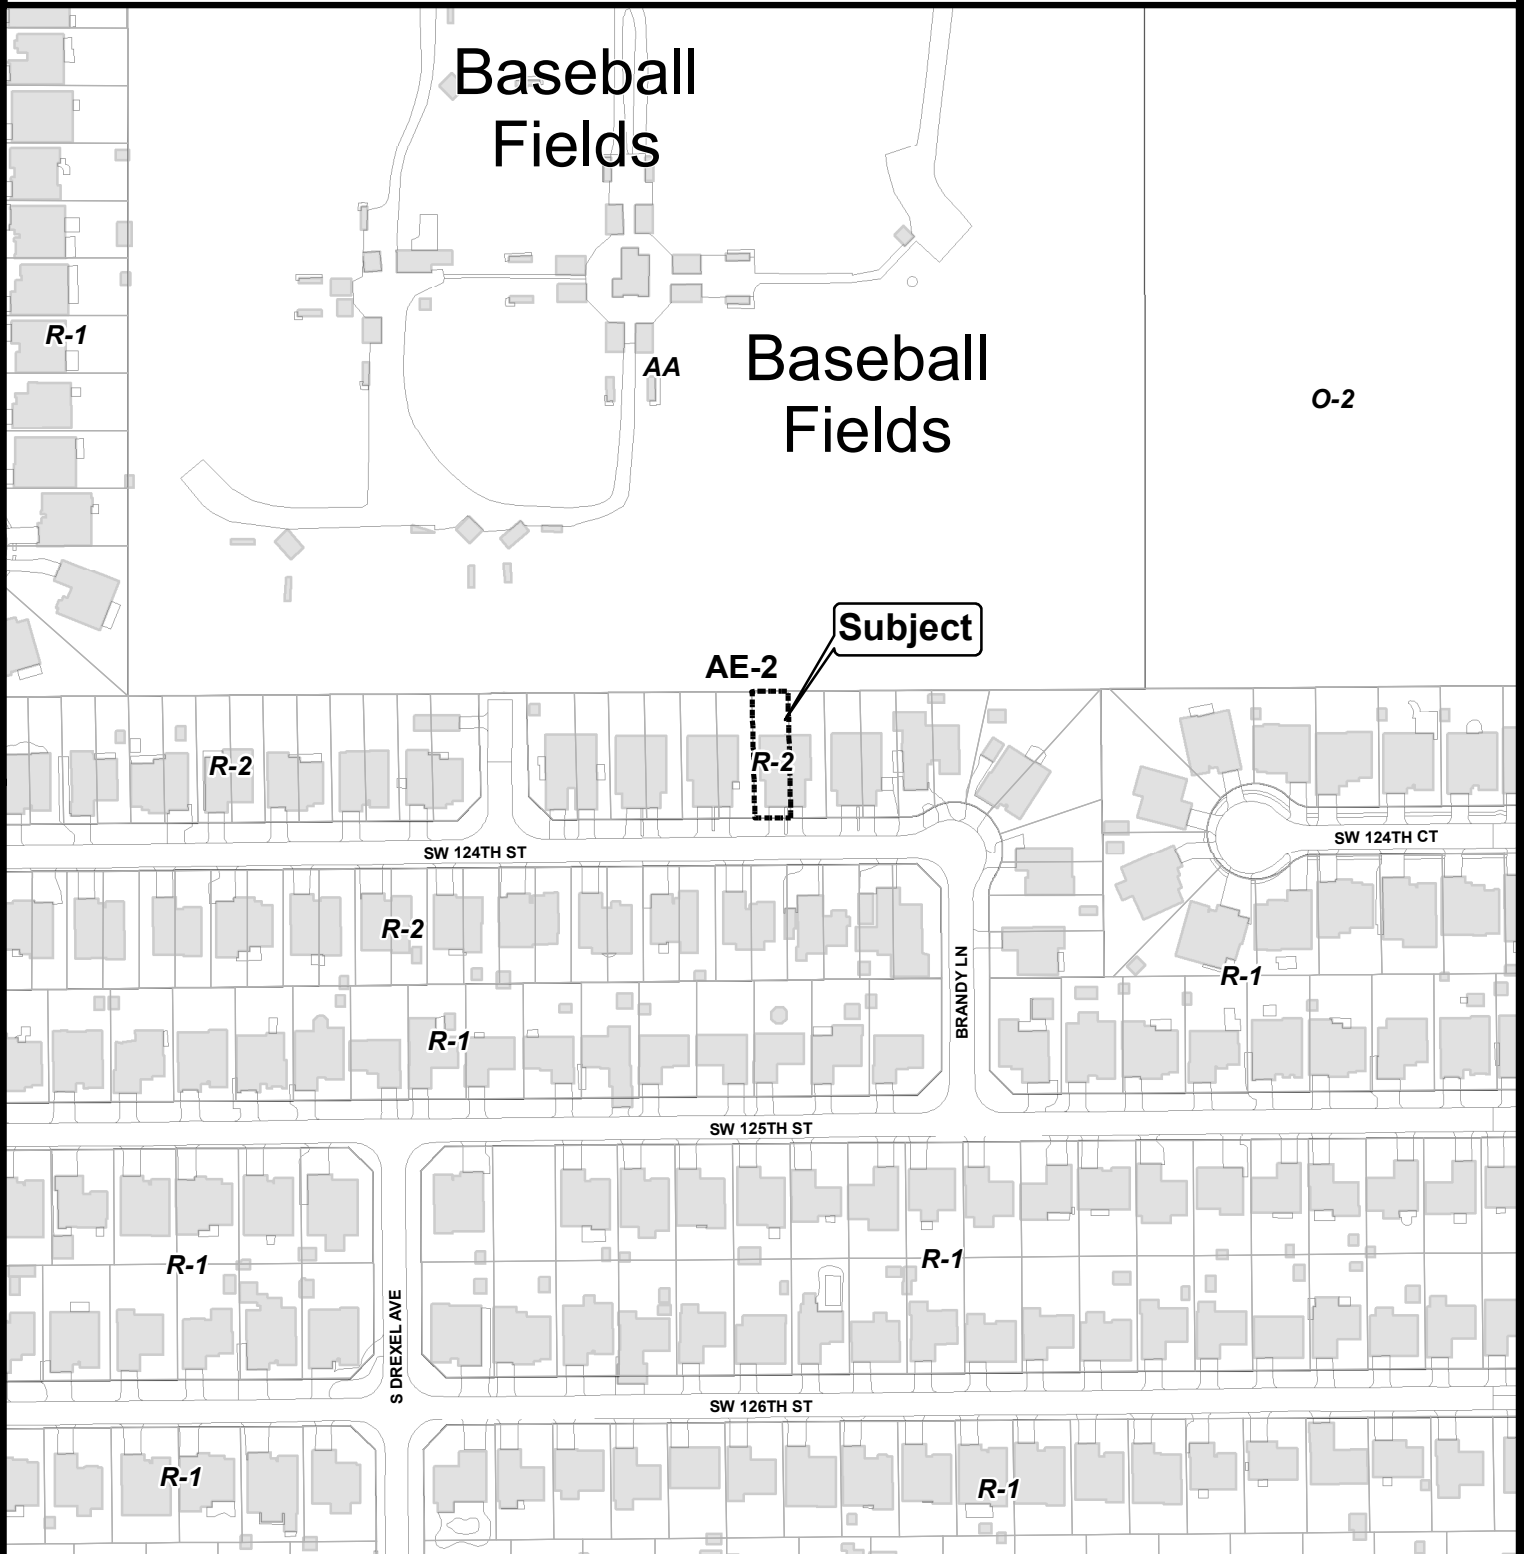 Baseball
Fields
R-1
AA
Baseball
Fields
O-2
Subject
AE-2
R-2
R-2
SW 124TH ST
SW 124TH CT
R-2
BRANDY LN
R-1
R-1
SW 125TH ST
R-1
R-1
S DREXEL AVE
SW 126TH ST
R-1
R-1